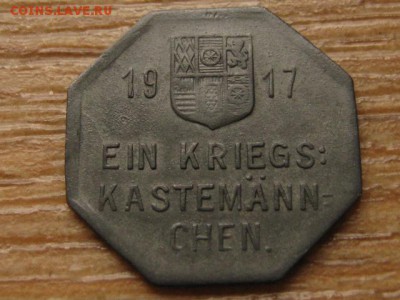 COINS.LAVE.RU
19 17
EIN KRIEGS:
KASTEMÄNN-
CHEN.